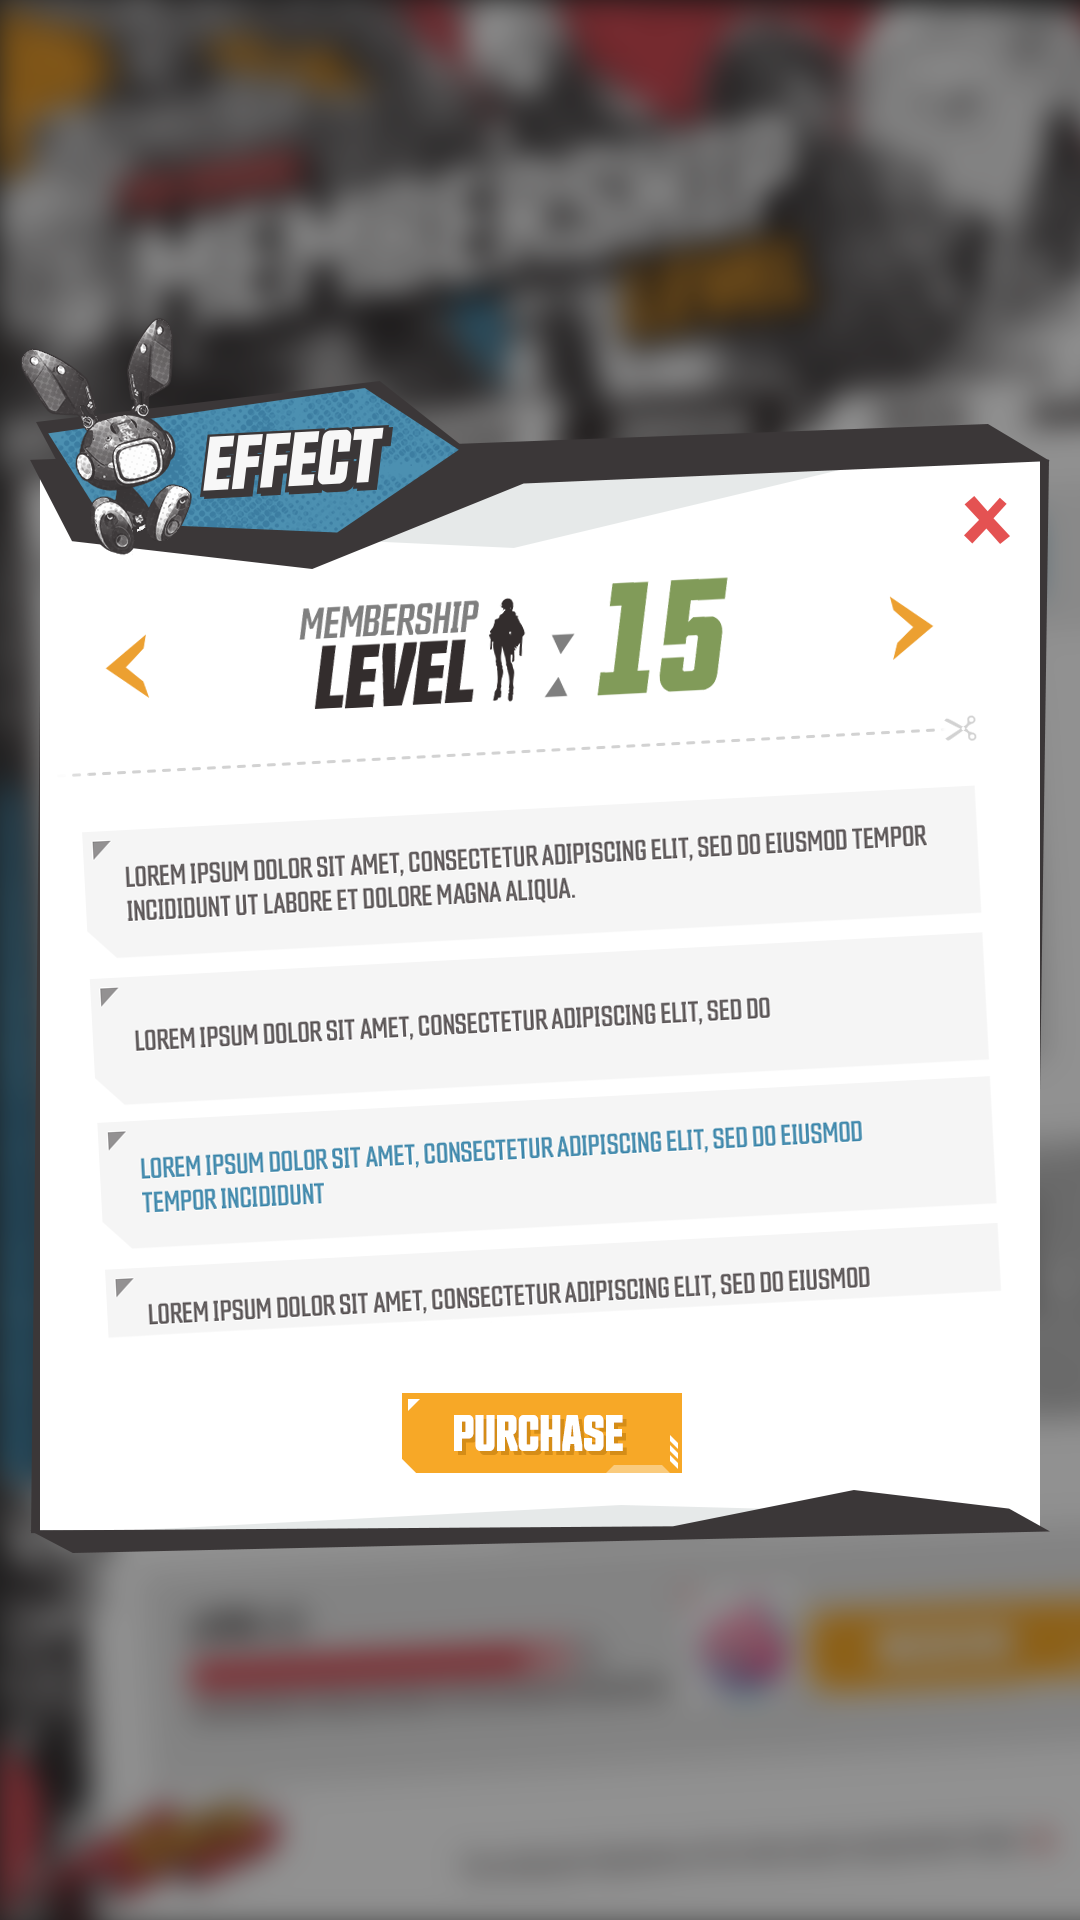 MEMBERSHIP
EFFECT
MEMBERSHIP
LEVEL
15
LOREM IPSUM DOLOR SIT AMET, CONSECTETUR ADIPISCING ELIT, SED DO EIUSMOD TEMPOR
INCIDIDUNT UT LABORE ET DOLORE MAGNA ALIQUA.
LOREM IPSUM DOLOR SIT AMET, CONSECTETUR ADIPISCING ELIT, SED DO
LOREM IPSUM DOLOR SIT AMET, CONSECTETUR ADIPISCING ELIT, SED DO EIUSMOD
TEMPOR INCIDIDUNT
LOREM IPSUM DOLOR SIT AMET, CONSECTETUR ADIPISCING ELIT, SED DO EIUSMOD
PURCHASE